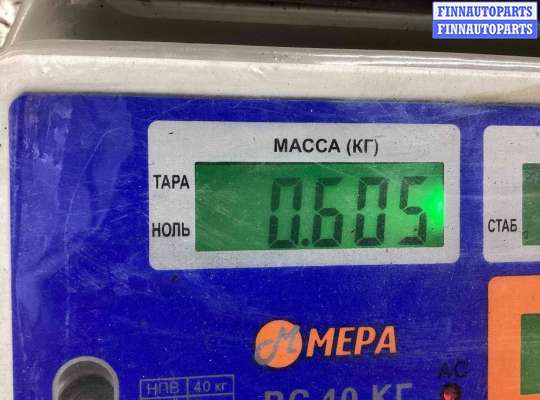 FINNAUTOPARTS
FINNAUTOPARTS
МАССА (КГ)
ТАРА
НОЛЬ
0.605
СТАБ
МЕРА
АС
НПВ 40 кг